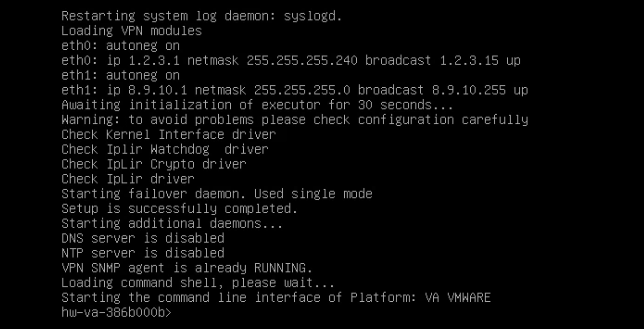 Restarting system log daemon: syslogd.
Loading VPN modules
eth0: autoneg on
eth0: ip 1.2.3.1 netmask 255.255.255.240 broadcast 1.2.3.15 up
eth1: autoneg on
eth1: ip 8.9.10.1 netmask 255.255.255.0 broadcast 8.9.10.255 up
Awaiting initialization of executor for 30 seconds...
Warning: to avoid problems please check configuration carefully
Check Kernel Interface driver
Check Iplir Watchdog  driver
Check IpLir Crypto driver
Check IpLir driver
Starting failover daemon. Used single mode
Setup is successfully completed.
Starting additional daemons...
DNS server is disabled
NTP server is disabled
VPN SNMP agent is already RUNNING.
Loading command shell, please wait...
Starting the command line interface of Platform: VA VMWARE
hw-va-386b000b>